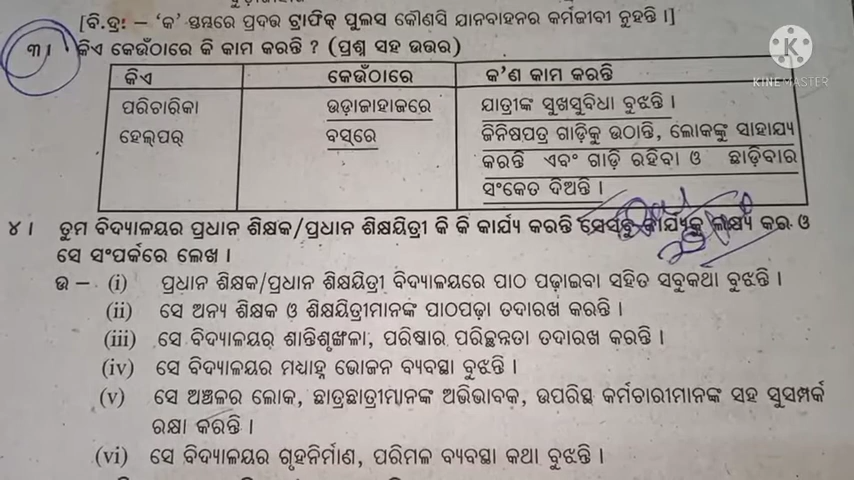 [ବି.ଦ୍ର: – ‘କ’ ସ୍ତମ୍ଭରେ ପ୍ରଦତ୍ତ ଟ୍ରାଫିକ୍ ପୁଲିସ କୌଣସି ଯାନବାହନର କର୍ମଜୀବୀ ନୁହନ୍ତି ।]
୩। କିଏ କେଉଁଠାରେ କି କାମ କରନ୍ତି ? (ପ୍ରଶ୍ନ ସହ ଉତ୍ତର)
KINEMASTER
କିଏ କେଉଁଠାରେ କ'ଣ କାମ କରନ୍ତି
ପରିଚାରିକା ଉଡ଼ାଜାହାଜରେ ଯାତ୍ରୀଙ୍କ ସୁଖସୁବିଧା ବୁଝନ୍ତି ।
ହେଲ୍‌ପର୍ ବସ୍‌ରେ ଜିନିଷପତ୍ର ଗାଡ଼ିକୁ ଉଠାନ୍ତି, ଲୋକଙ୍କୁ ସାହାଯ୍ୟ
କରନ୍ତି ଏବଂ ଗାଡ଼ି ରହିବା ଓ ଛାଡ଼ିବାର
ସଂକେତ ଦିଅନ୍ତି ।
୪। ତୁମ ବିଦ୍ୟାଳୟର ପ୍ରଧାନ ଶିକ୍ଷକ/ପ୍ରଧାନ ଶିକ୍ଷୟିତ୍ରୀ କି କି କାର୍ଯ୍ୟ କରନ୍ତି ସେସବୁ କାର୍ଯ୍ୟକୁ ଲକ୍ଷ୍ୟ କର ଓ
ସେ ସଂପର୍କରେ ଲେଖ ।
ଉ – (i) ପ୍ରଧାନ ଶିକ୍ଷକ/ପ୍ରଧାନ ଶିକ୍ଷୟିତ୍ରୀ ବିଦ୍ୟାଳୟରେ ପାଠ ପଢ଼ାଇବା ସହିତ ସବୁକଥା ବୁଝନ୍ତି ।
(ii) ସେ ଅନ୍ୟ ଶିକ୍ଷକ ଓ ଶିକ୍ଷୟିତ୍ରୀମାନଙ୍କ ପାଠପଢ଼ା ତଦାରଖ କରନ୍ତି ।
(iii) ସେ ବିଦ୍ୟାଳୟର ଶାନ୍ତିଶୃଙ୍ଖଳା, ପରିଷ୍କାର ପରିଚ୍ଛନ୍ନତା ତଦାରଖ କରନ୍ତି ।
(iv) ସେ ବିଦ୍ୟାଳୟର ମଧ୍ୟାହ୍ନ ଭୋଜନ ବ୍ୟବସ୍ଥା ବୁଝନ୍ତି ।
(v) ସେ ଅଞ୍ଚଳର ଲୋକ, ଛାତ୍ରଛାତ୍ରୀମାନଙ୍କ ଅଭିଭାବକ, ଉପରିସ୍ଥ କର୍ମଚାରୀମାନଙ୍କ ସହ ସୁସମ୍ପର୍କ
ରକ୍ଷା କରନ୍ତି ।
(vi) ସେ ବିଦ୍ୟାଳୟର ଗୃହନିର୍ମାଣ, ପରିମଳ ବ୍ୟବସ୍ଥା କଥା ବୁଝନ୍ତି ।